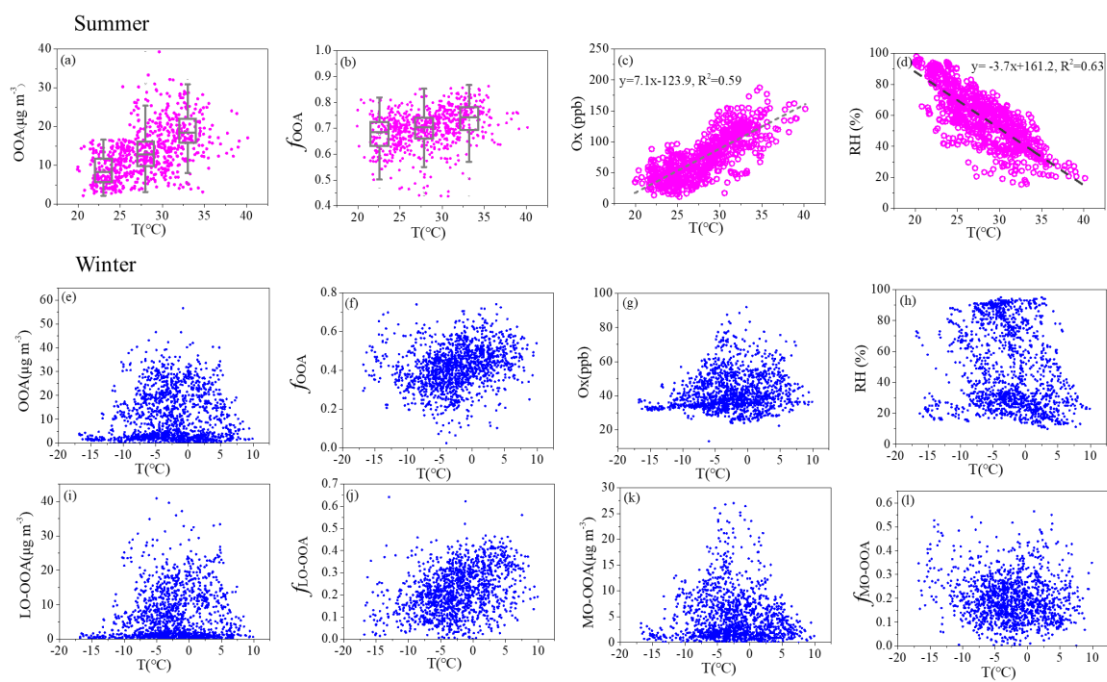 Summer
(a)
OOA(μg m⁻³)
40
30
20
10
0
20 25 30 35 40
T(°C)
(b)
fOOA
1.0
0.9
0.8
0.7
0.6
0.5
0.4
20 25 30 35 40
T(°C)
(c)
y=7.1x-123.9, R²=0.59
Ox (ppb)
250
200
150
100
50
0
20 25 30 35 40
T(°C)
(d)
y= -3.7x+161.2, R²=0.63
RH (%)
100
80
60
40
20
0
20 25 30 35 40
T(°C)
Winter
(e)
OOA(μg m⁻³)
60
50
40
30
20
10
0
-20 -15 -10 -5 0 5 10
T(°C)
(f)
fOOA
0.8
0.6
0.4
0.2
0.0
-20 -15 -10 -5 0 5 10
T(°C)
(g)
Ox(ppb)
100
80
60
40
20
-20 -15 -10 -5 0 5 10
T(°C)
(h)
RH (%)
100
80
60
40
20
0
-20 -15 -10 -5 0 5 10
T(°C)
(i)
LO-OOA(μg m⁻³)
40
30
20
10
0
-20 -15 -10 -5 0 5 10
T(°C)
(j)
fLO-OOA
0.7
0.6
0.5
0.4
0.3
0.2
0.1
0.0
-20 -15 -10 -5 0 5 10
T(°C)
(k)
MO-OOA(μg m⁻³)
30
25
20
15
10
5
0
-20 -15 -10 -5 0 5 10
T(°C)
(l)
fMO-OOA
0.6
0.5
0.4
0.3
0.2
0.1
0.0
-20 -15 -10 -5 0 5 10
T(°C)